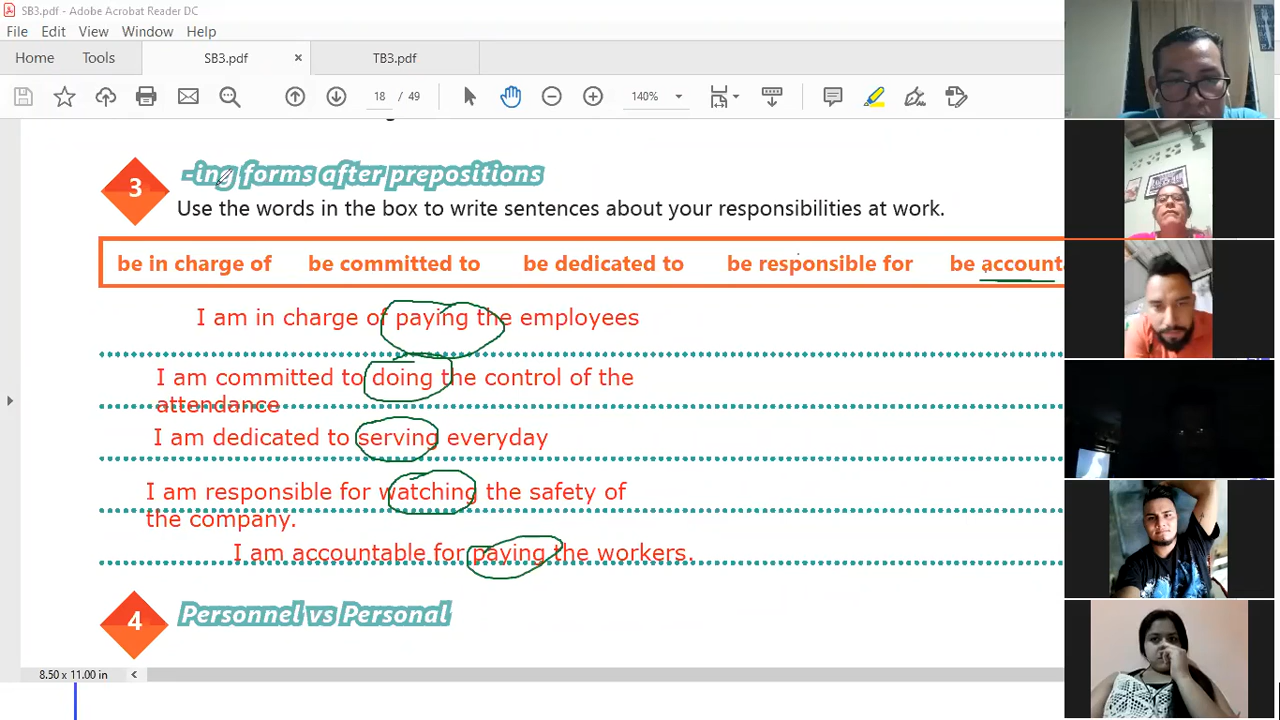 SB3.pdf - Adobe Acrobat Reader DC
File Edit View Window Help
Home Tools SB3.pdf × TB3.pdf
18 / 49 140%
3 -ing forms after prepositions
Use the words in the box to write sentences about your responsibilities at work.
be in charge of be committed to be dedicated to be responsible for be
I am in charge of paying the employees
I am committed to doing the control of the
attendance
I am dedicated to serving everyday
I am responsible for watching the safety of
the company.
I am accountable for paying the workers.
4 Personnel vs Personal
8.50 x 11.00 in